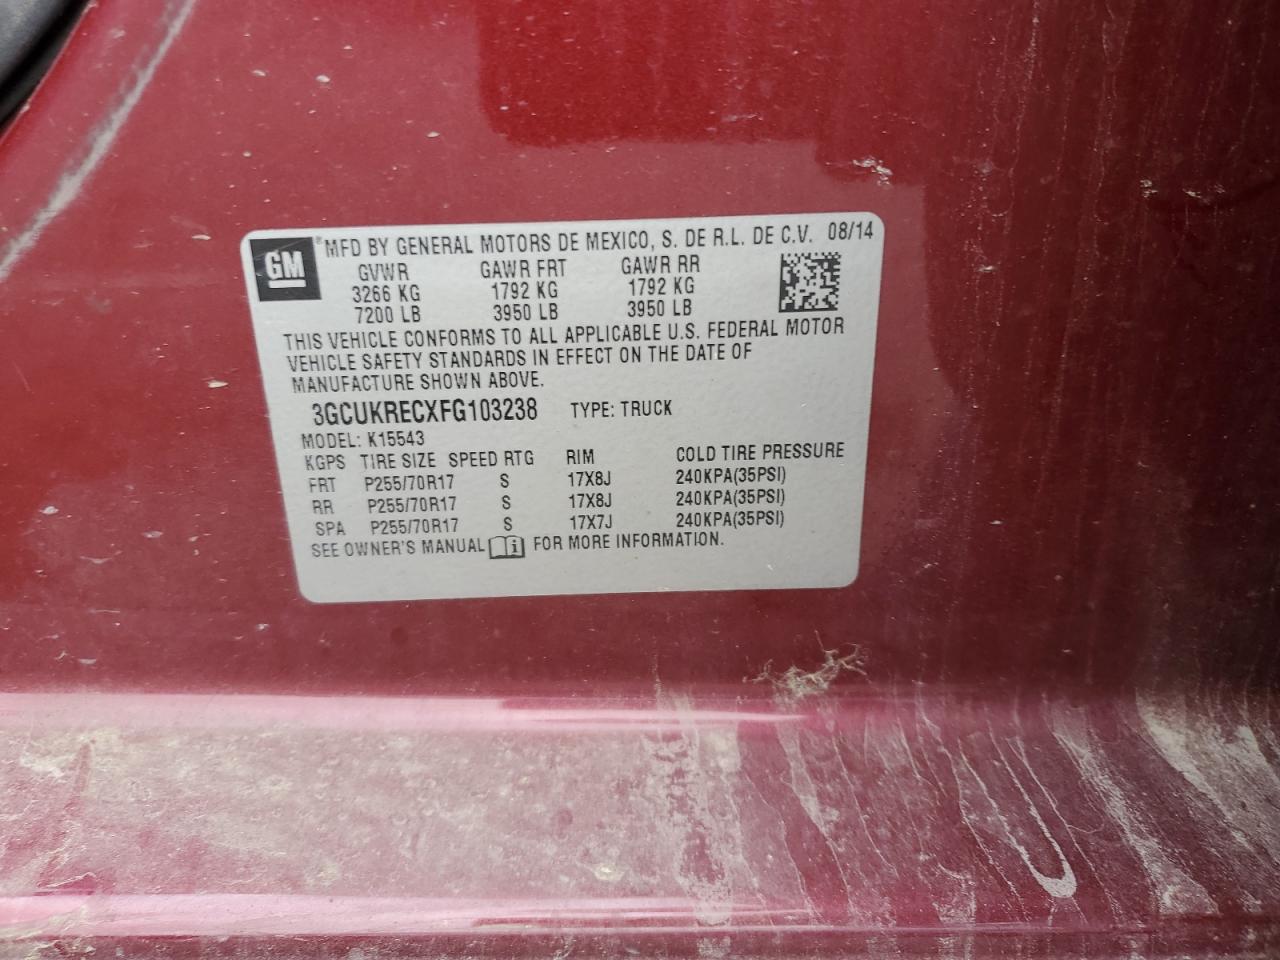 GM ® MFD BY GENERAL MOTORS DE MEXICO, S. DE R.L. DE C.V. 08/14
GVWR GAWR FRT GAWR RR
3266 KG 1792 KG 1792 KG
7200 LB 3950 LB 3950 LB
THIS VEHICLE CONFORMS TO ALL APPLICABLE U.S. FEDERAL MOTOR
VEHICLE SAFETY STANDARDS IN EFFECT ON THE DATE OF
MANUFACTURE SHOWN ABOVE.
3GCUKRECXFG103238 TYPE: TRUCK
MODEL: K15543
KGPS TIRE SIZE SPEED RTG RIM COLD TIRE PRESSURE
FRT P255/70R17 S 17X8J 240KPA(35PSI)
RR P255/70R17 S 17X8J 240KPA(35PSI)
SPA P255/70R17 S 17X7J 240KPA(35PSI)
SEE OWNER'S MANUAL i FOR MORE INFORMATION.